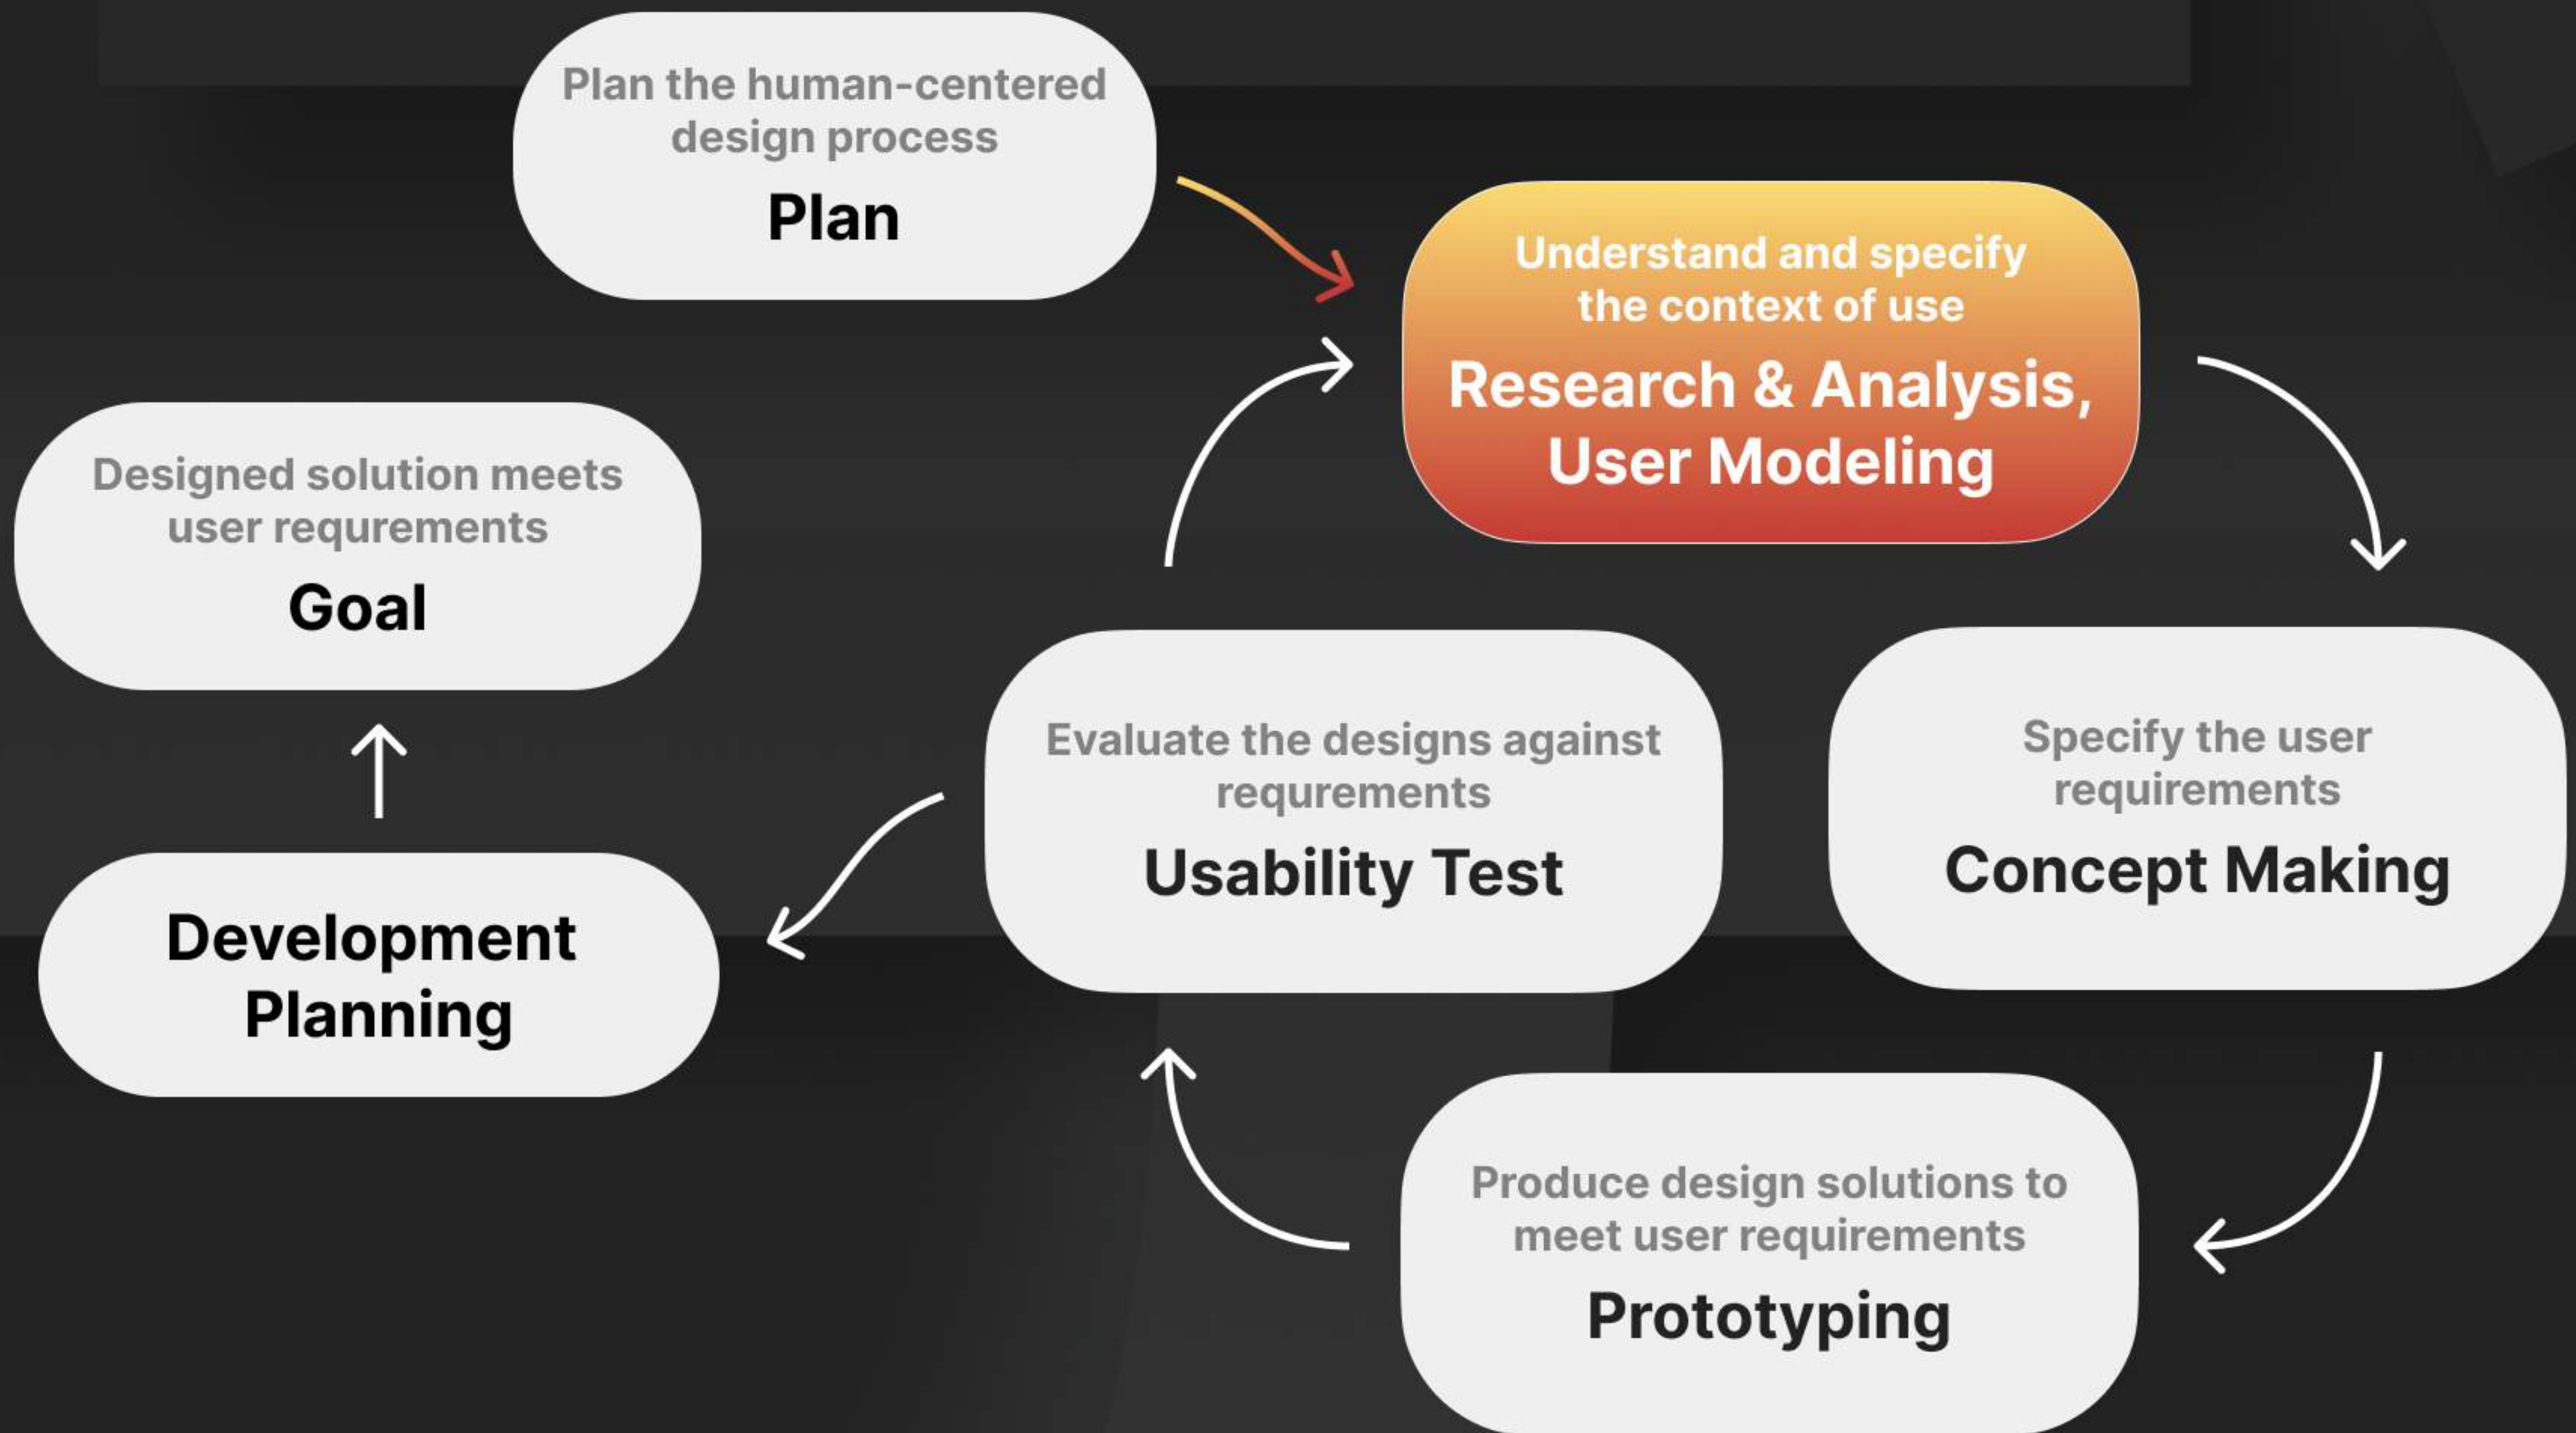 Plan the human-centered
design process
Plan
Understand and specify
the context of use
Research & Analysis,
User Modeling
Designed solution meets
user requrements
Goal
Evaluate the designs against
requrements
Usability Test
Specify the user
requirements
Concept Making
Development
Planning
Produce design solutions to
meet user requirements
Prototyping